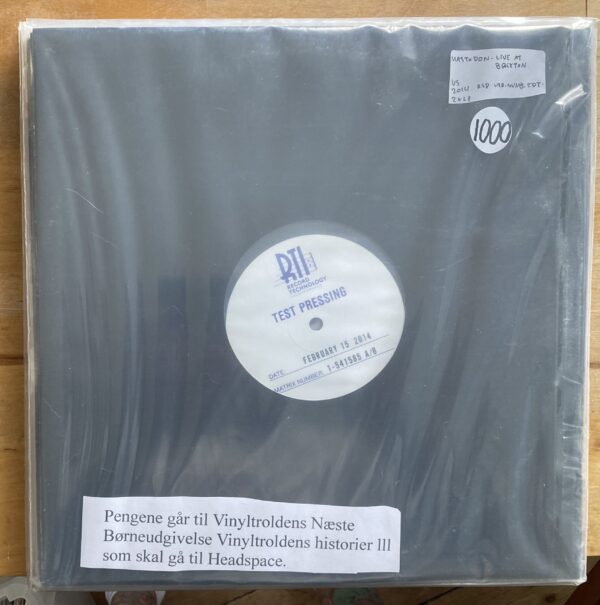 MASTODON - LIVE AT
BRIXTON
US
2014 RSD
1000
RTI
RECORD
TECHNOLOGY
TEST PRESSING
DATE: FEBRUARY 15 2014
MATRIX NUMBER: 1-541585 A/B
Pengene går til Vinyltroldens Næste
Børneudgivelse Vinyltroldens historier lll
som skal gå til Headspace.